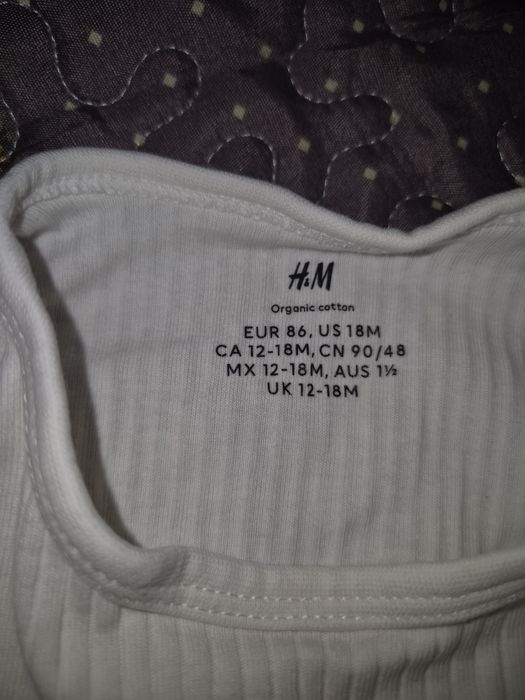 H&M
Organic cotton
EUR 86, US 18M
CA 12-18M, CN 90/48
MX 12-18M, AUS 1½
UK 12-18M